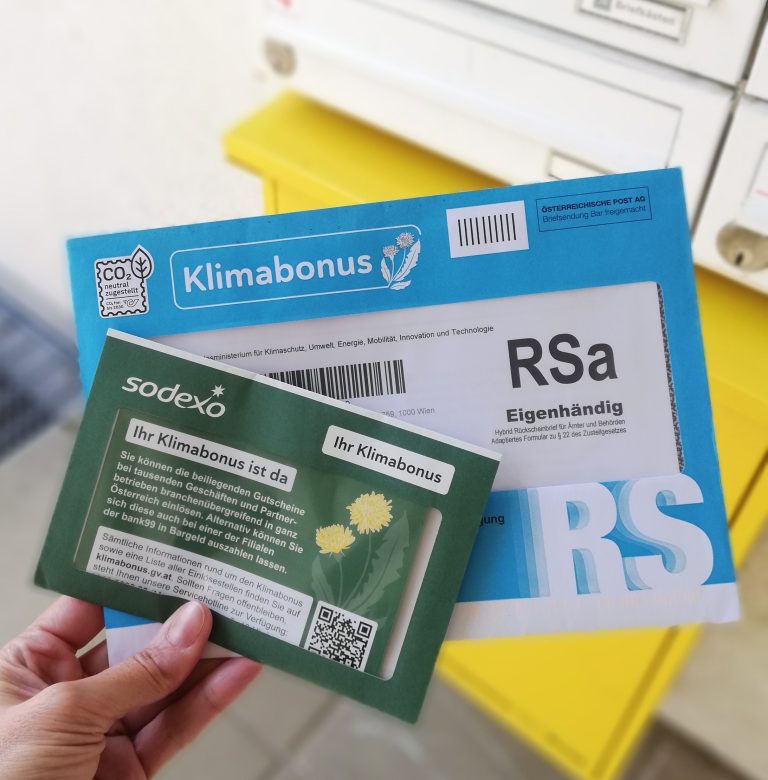 Briefkästen
ÖSTERREICHISCHE POST AG
Briefsendung Bar freigemacht
CO2
neutral
zugestellt
Klimabonus
esministerium für Klimaschutz, Umwelt, Energie, Mobilität, Innovation und Technologie
RSa
1000 Wien
Eigenhändig
Hybrid Rückscheinbrief für Ämter und Behörden
Adaptiertes Formular zu § 22 des Zustellgesetzes
RS
sodexo
Ihr Klimabonus ist da
Ihr Klimabonus
Sie können die beiliegenden Gutscheine
bei tausenden Geschäften und Partner-
betrieben branchenübergreifend in ganz
Österreich einlösen. Alternativ können Sie
diese auch bei einer der Filialen
der bank99 in Bargeld auszahlen lassen.
Sämtliche Informationen rund um den Klimabonus
sowie eine Liste aller Einlösestellen finden Sie auf
klimabonus.gv.at. Sollten Fragen offenbleiben,
steht Ihnen unsere Servicehotline zur Verfügung: